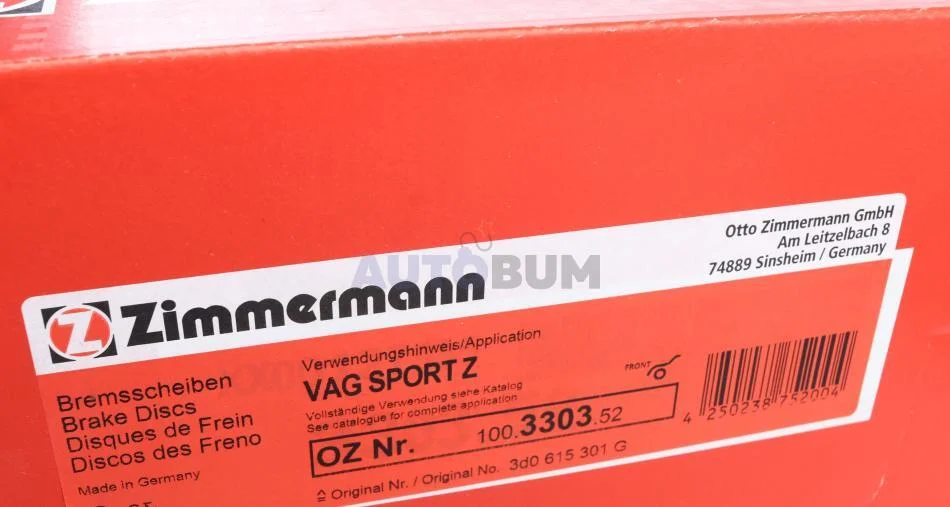 Zimmermann
Otto Zimmermann GmbH
Am Leitzelbach 8
74889 Sinsheim / Germany
AUTOBUM
Bremsscheiben
Brake Discs
Disques de Frein
Discos des Freno
Made in Germany
Verwendungshinweis/Application
VAG SPORT Z
Vollständige Verwendung siehe Katalog
See catalogue for complete application
FRONT
OZ Nr. 100.3303.52
≙ Original Nr. / Original No. 3d0 615 301 G
4 250238 752004